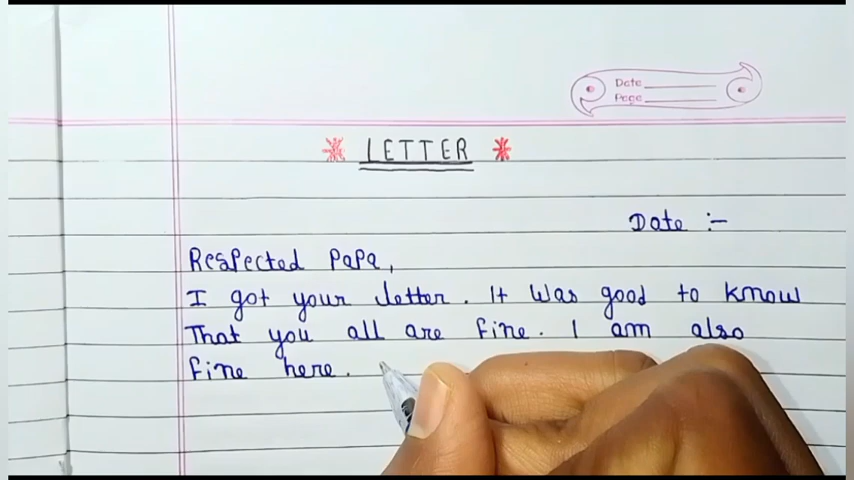 Date
Page
* LETTER *
Date :-
Respected Papa,
I got your letter. It was good to know
That you all are fine. I am also
fine here.